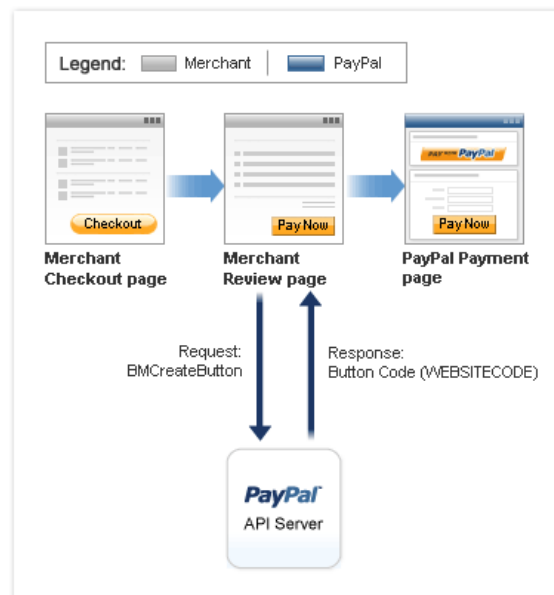 Legend: Merchant PayPal
Checkout
Pay Now
PayPal
Pay Now
Merchant
Checkout page
Merchant
Review page
PayPal Payment
page
Request:
BMCreateButton
Response:
Button Code (WEBSITECODE)
PayPal
API Server